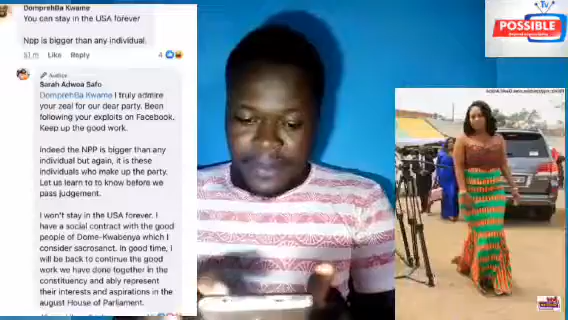 DomprehBa Kwame
You can stay in the USA forever
Npp is bigger than any individual.
51m Like Reply
4
Author
Sarah Adwoa Safo
DomprehBa Kwame I truly admire
your zeal for our dear party. Been
following your exploits on Facebook.
Keep up the good work.
Indeed the NPP is bigger than any
individual but again, it is these
individuals who make up the party.
Let us learn to to know before we
pass judgement.
I won't stay in the USA forever. I
have a social contract with the good
people of Dome-Kwabenya which I
consider sacrosanct. In good time, I
will be back to continue the good
work we have done together in the
constituency and ably represent
their interests and aspirations in the
august House of Parliament.
Tv
POSSIBLE